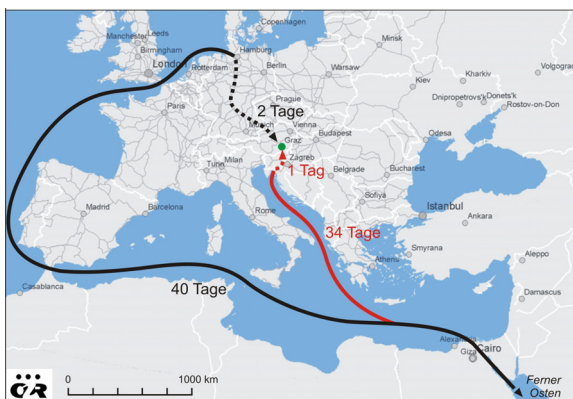 Copenhagen
Minsk
Manchester
Leeds
Hamburg
Birmingham
London
Rotterdam
Berlin
Warsaw
Volgograd
Kharkiv
Kiev
Prague
Dnipropetrovs'k
Donets'k
Rostov-on-Don
Paris
2 Tage
Munich
Vienna
Budapest
Odesa
Graz
Zagreb
Milan
Turin
1 Tag
Belgrade
Bucharest
Sofiya
Istanbul
Madrid
Barcelona
Rome
Ankara
34 Tage
Athens
Smyrna
Aleppo
40 Tage
Casablanca
Damascus
Alexandria
Cairo
Giza
0
1000 km
Ferner
Osten